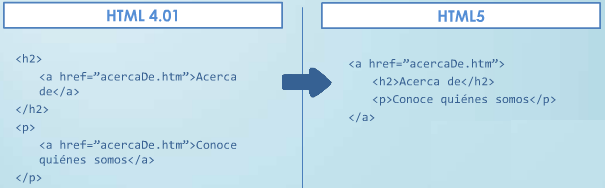 HTML 4.01
<h2>
<a href=”acercaDe.htm”>Acerca
de</a>
</h2>
<p>
<a href=”acercaDe.htm”>Conoce
quiénes somos</a>
</p>
HTML5
<a href=”acercaDe.htm”>
<h2>Acerca de</h2>
<p>Conoce quiénes somos</p>
</a>